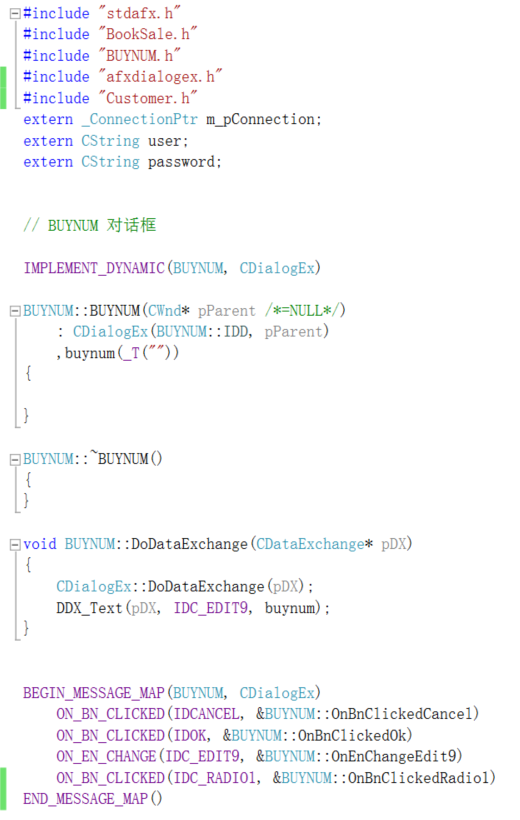 #include "stdafx.h"
#include "BookSale.h"
#include "BUYNUM.h"
#include "afxdialogex.h"
#include "Customer.h"
extern _ConnectionPtr m_pConnection;
extern CString user;
extern CString password;
// BUYNUM 对话框
IMPLEMENT_DYNAMIC(BUYNUM, CDialogEx)
BUYNUM::BUYNUM(CWnd* pParent /*=NULL*/)
: CDialogEx(BUYNUM::IDD, pParent)
,buynum(_T(""))
{
}
BUYNUM::~BUYNUM()
{
}
void BUYNUM::DoDataExchange(CDataExchange* pDX)
{
CDialogEx::DoDataExchange(pDX);
DDX_Text(pDX, IDC_EDIT9, buynum);
}
BEGIN_MESSAGE_MAP(BUYNUM, CDialogEx)
ON_BN_CLICKED(IDCANCEL, &BUYNUM::OnBnClickedCancel)
ON_BN_CLICKED(IDOK, &BUYNUM::OnBnClickedOk)
ON_EN_CHANGE(IDC_EDIT9, &BUYNUM::OnEnChangeEdit9)
ON_BN_CLICKED(IDC_RADIO1, &BUYNUM::OnBnClickedRadio1)
END_MESSAGE_MAP()